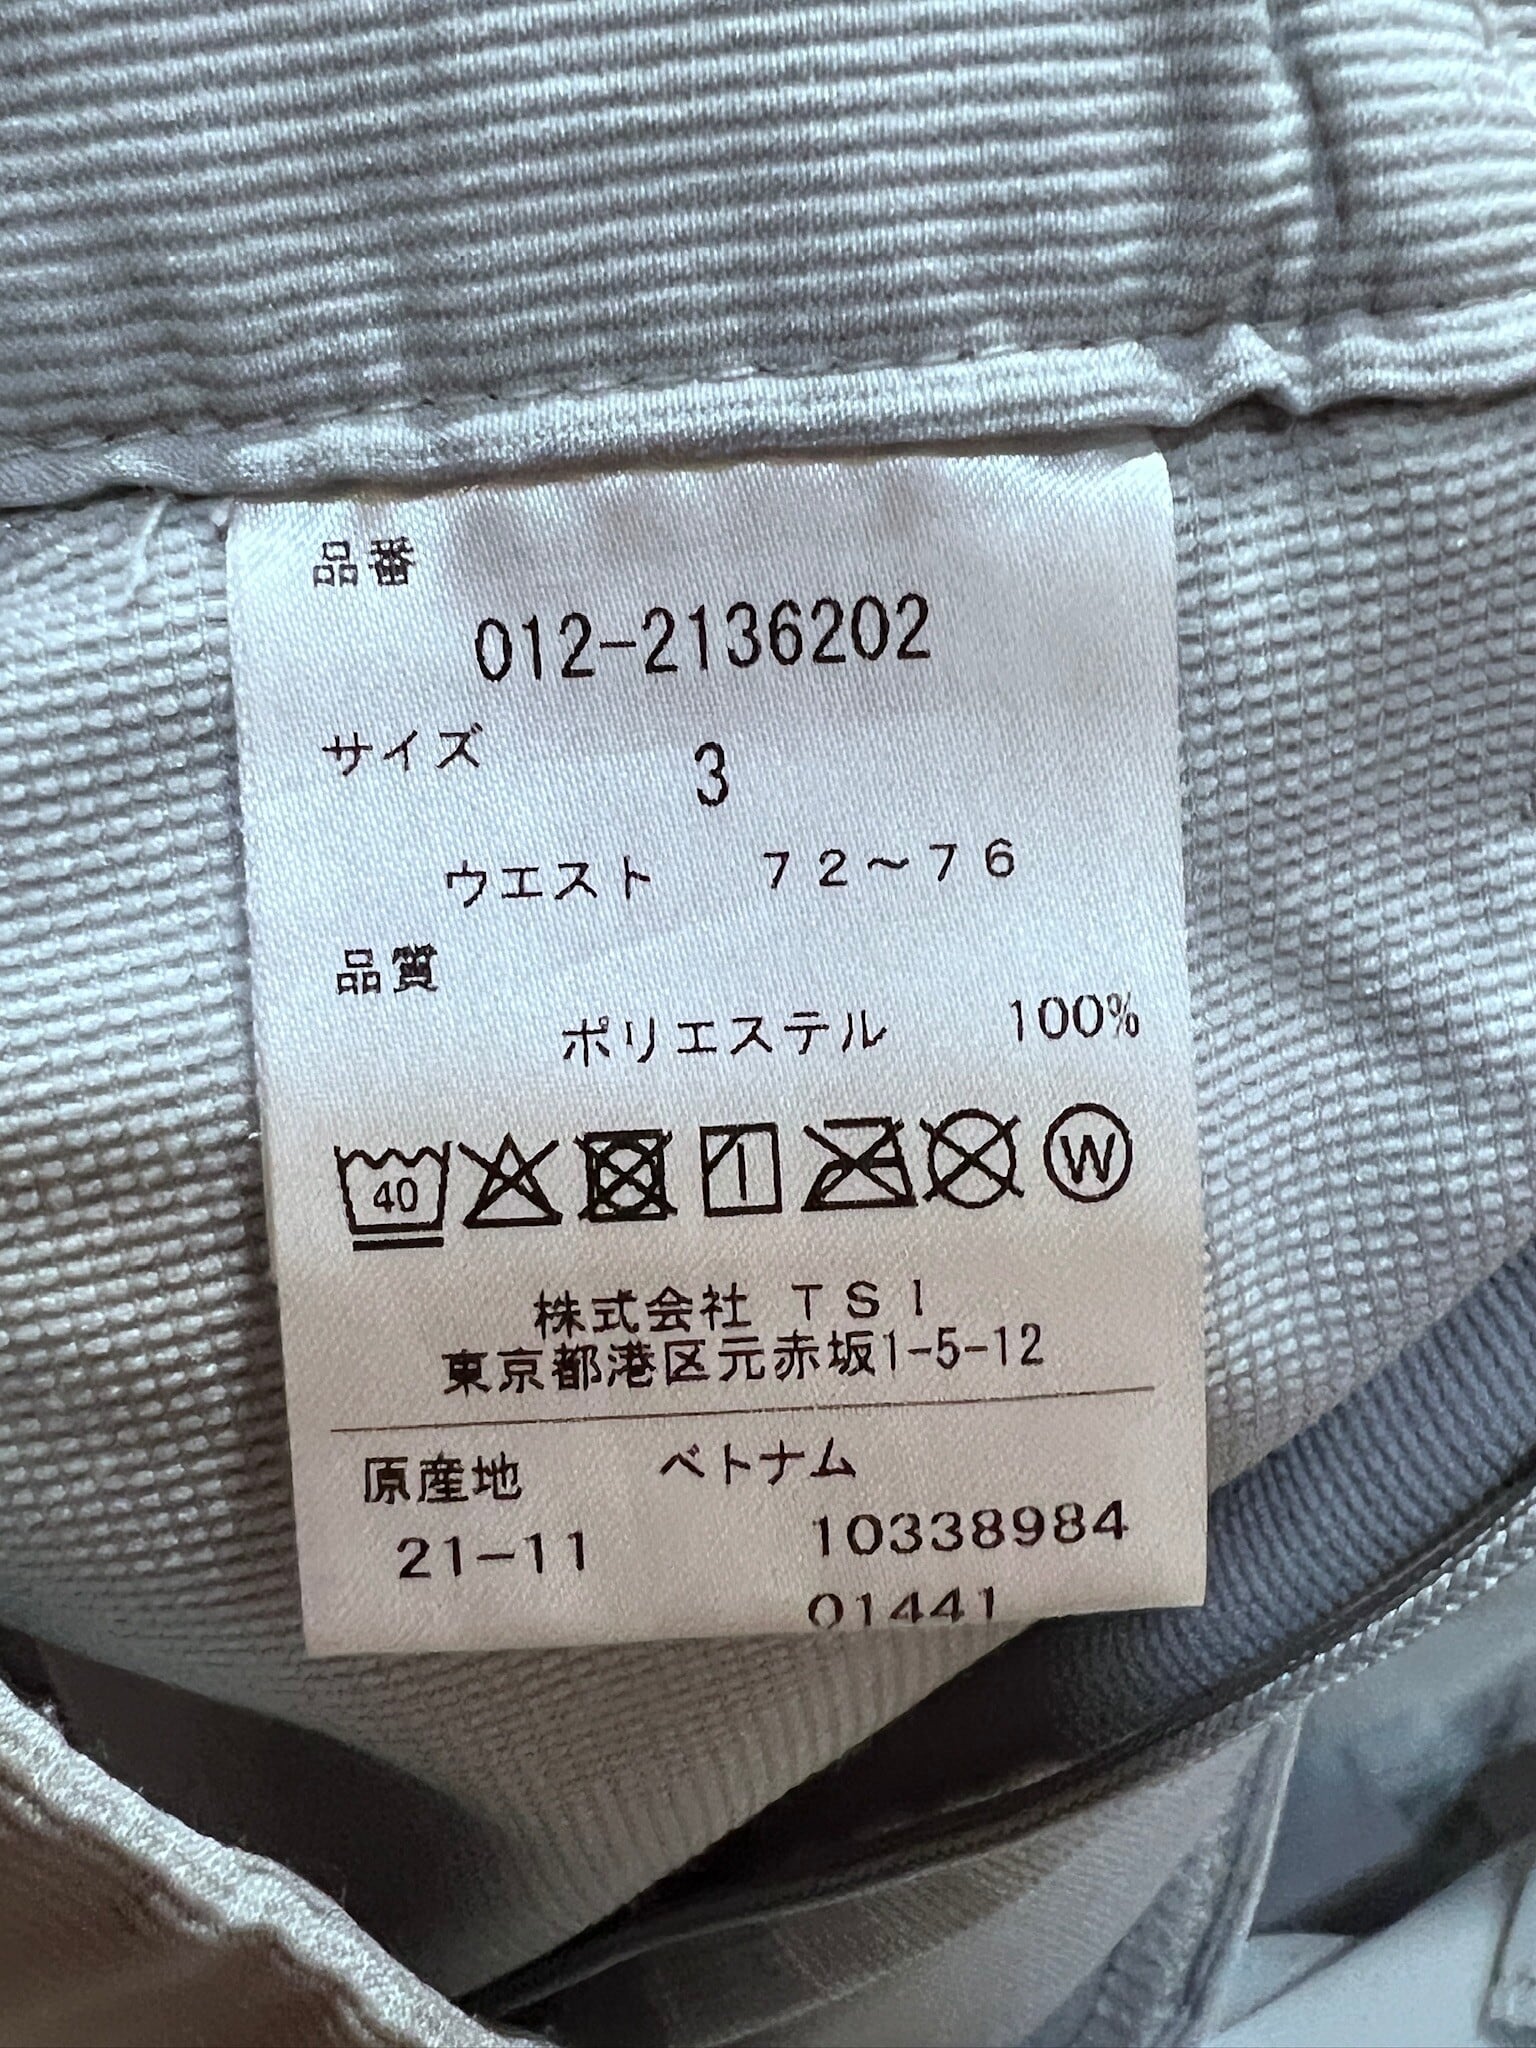 品番
012-2136202
サイズ 3
ウエスト 72～76
品質
ポリエステル 100%
40 W
株式会社 TSI
東京都港区元赤坂1-5-12
原産地 ベトナム
21-11 10338984
01441